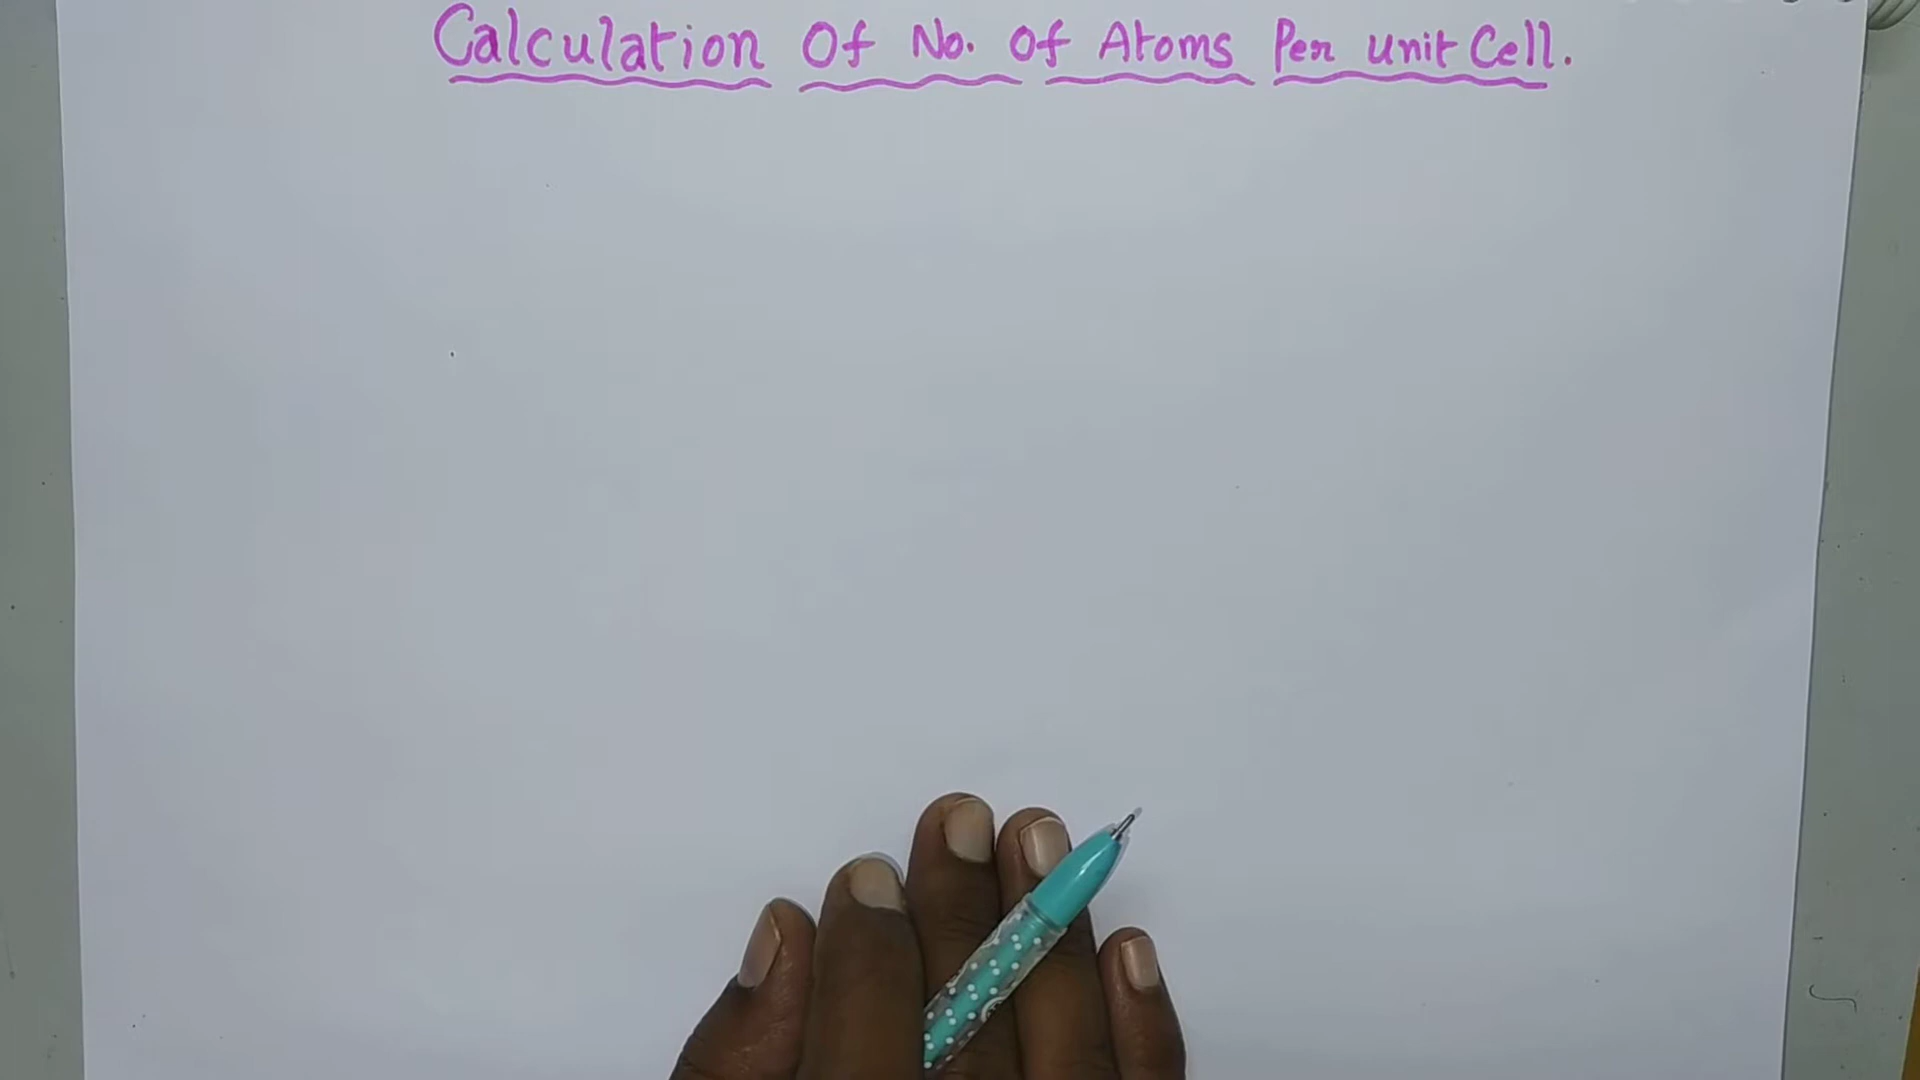 Calculation Of No. Of Atoms Per Unit Cell.